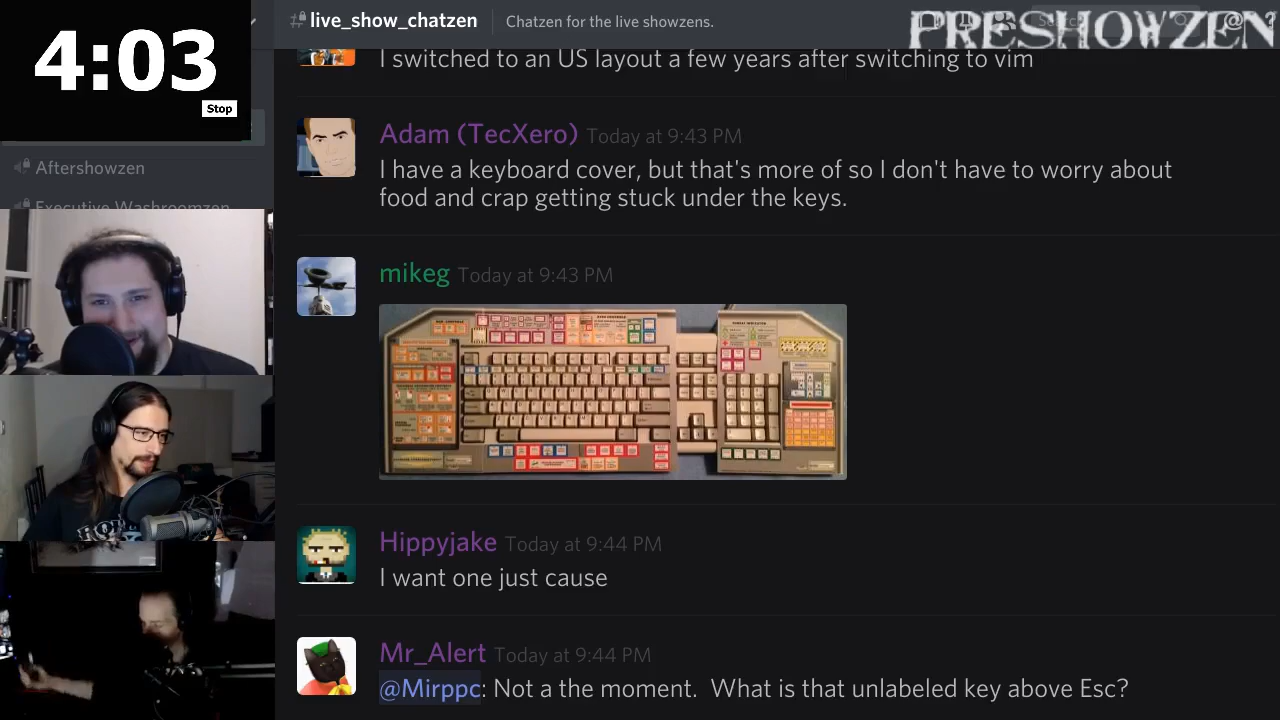 4:03
Stop
live_show_chatzen
Chatzen for the live showzens.
PRESHOWZEN
Aftershowzen
Executive Washroomzen
I switched to an US layout a few years after switching to vim
Adam (TecXero) Today at 9:43 PM
I have a keyboard cover, but that's more of so I don't have to worry about
food and crap getting stuck under the keys.
mikeg Today at 9:43 PM
Hippyjake Today at 9:44 PM
I want one just cause
Mr_Alert Today at 9:44 PM
@Mirppc: Not a the moment.  What is that unlabeled key above Esc?